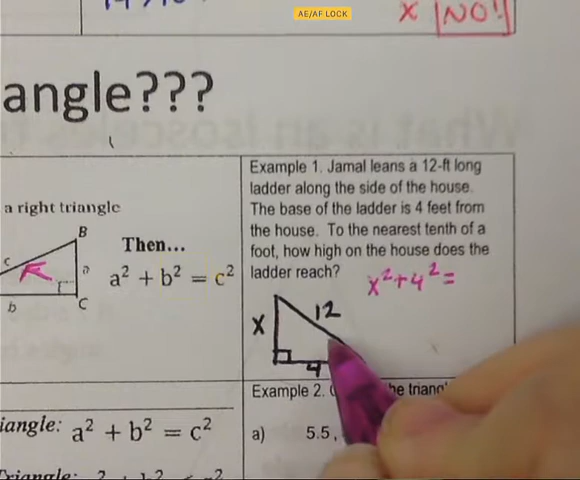 AE/AF LOCK
x NO!
angle???
a right triangle
Then...
a² + b² = c²
B
c
a
b
C
Example 1. Jamal leans a 12-ft long
ladder along the side of the house.
The base of the ladder is 4 feet from
the house. To the nearest tenth of a
foot, how high on the house does the
ladder reach?
x² + 4² =
12
x
4
Example 2.
he triang
iangle: a² + b² = c²
a) 5.5,
Triangle: